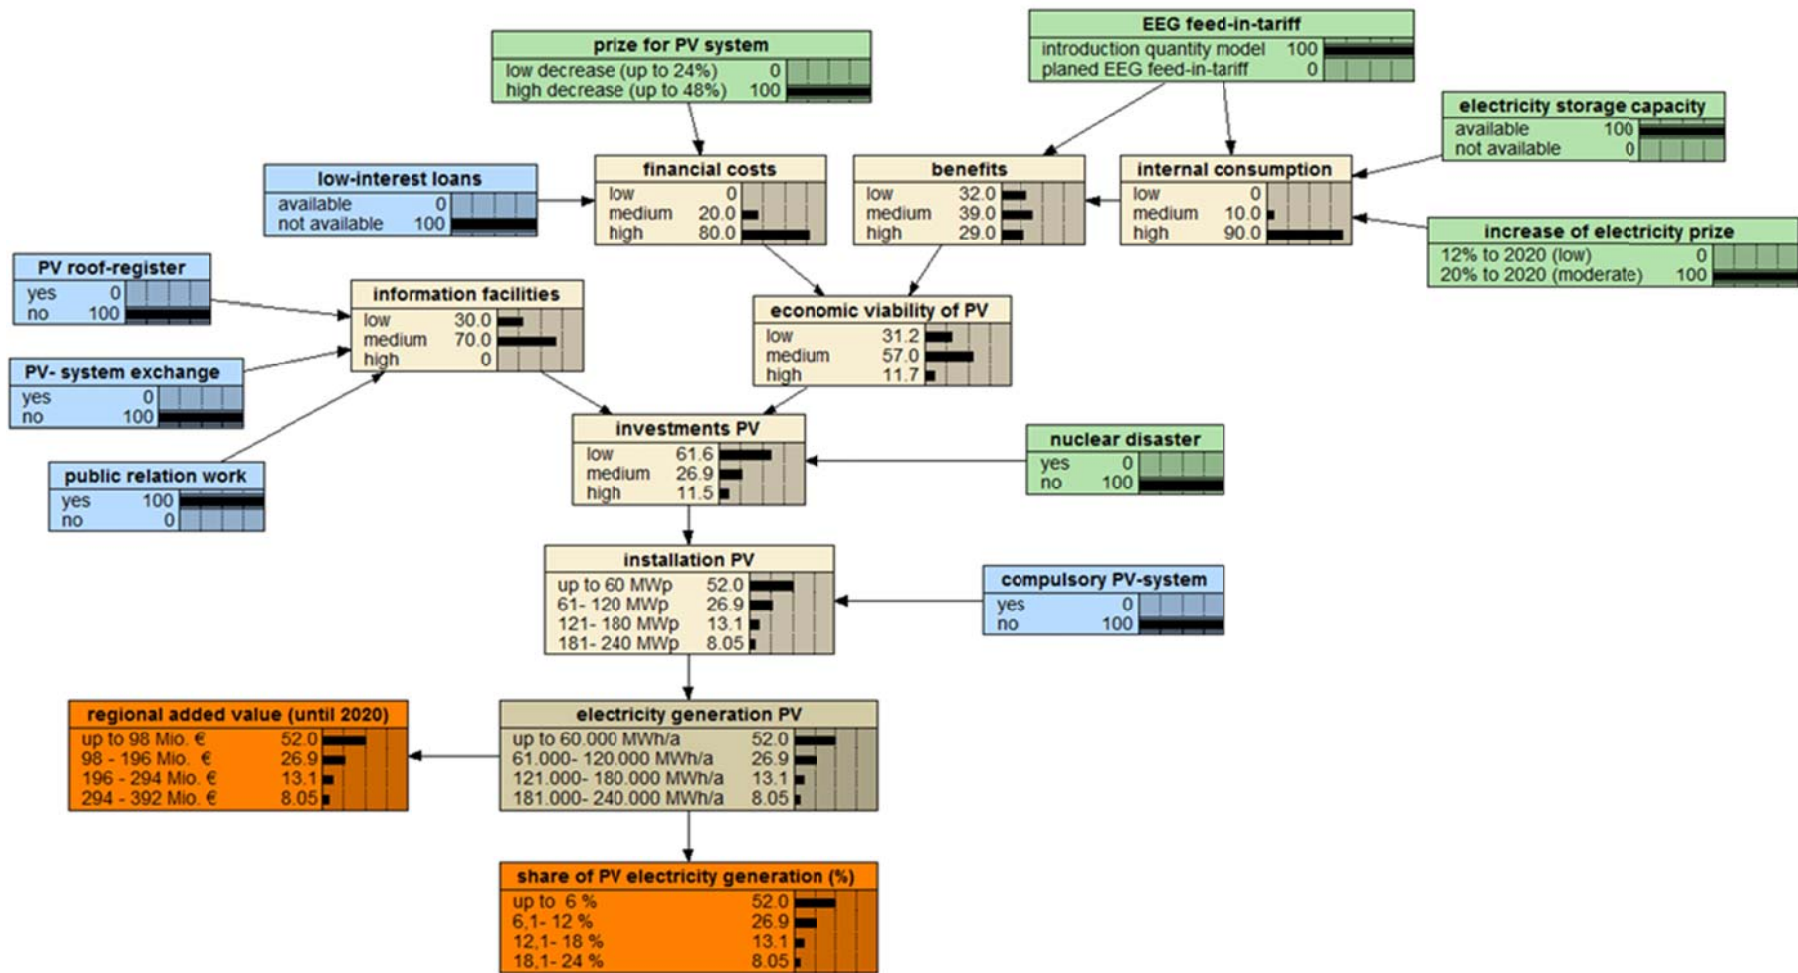 EEG feed-in-tariff
introduction quantity model 100
planed EEG feed-in-tariff 0
prize for PV system
low decrease (up to 24%) 0
high decrease (up to 48%) 100
electricity storage capacity
available 100
not available 0
low-interest loans
available 0
not available 100
financial costs
low 0
medium 20.0
high 80.0
benefits
low 32.0
medium 39.0
high 29.0
internal consumption
low 0
medium 10.0
high 90.0
increase of electricity prize
12% to 2020 (low) 0
20% to 2020 (moderate) 100
PV roof-register
yes 0
no 100
information facilities
low 30.0
medium 70.0
high 0
economic viability of PV
low 31.2
medium 57.0
high 11.7
PV- system exchange
yes 0
no 100
investments PV
low 61.6
medium 26.9
high 11.5
nuclear disaster
yes 0
no 100
public relation work
yes 100
no 0
installation PV
up to 60 MWp 52.0
61- 120 MWp 26.9
121- 180 MWp 13.1
181- 240 MWp 8.05
compulsory PV-system
yes 0
no 100
regional added value (until 2020)
up to 98 Mio. € 52.0
98 - 196 Mio. € 26.9
196 - 294 Mio. € 13.1
294 - 392 Mio. € 8.05
electricity generation PV
up to 60.000 MWh/a 52.0
61.000- 120.000 MWh/a 26.9
121.000- 180.000 MWh/a 13.1
181.000- 240.000 MWh/a 8.05
share of PV electricity generation (%)
up to 6 % 52.0
6,1- 12 % 26.9
12,1- 18 % 13.1
18,1- 24 % 8.05